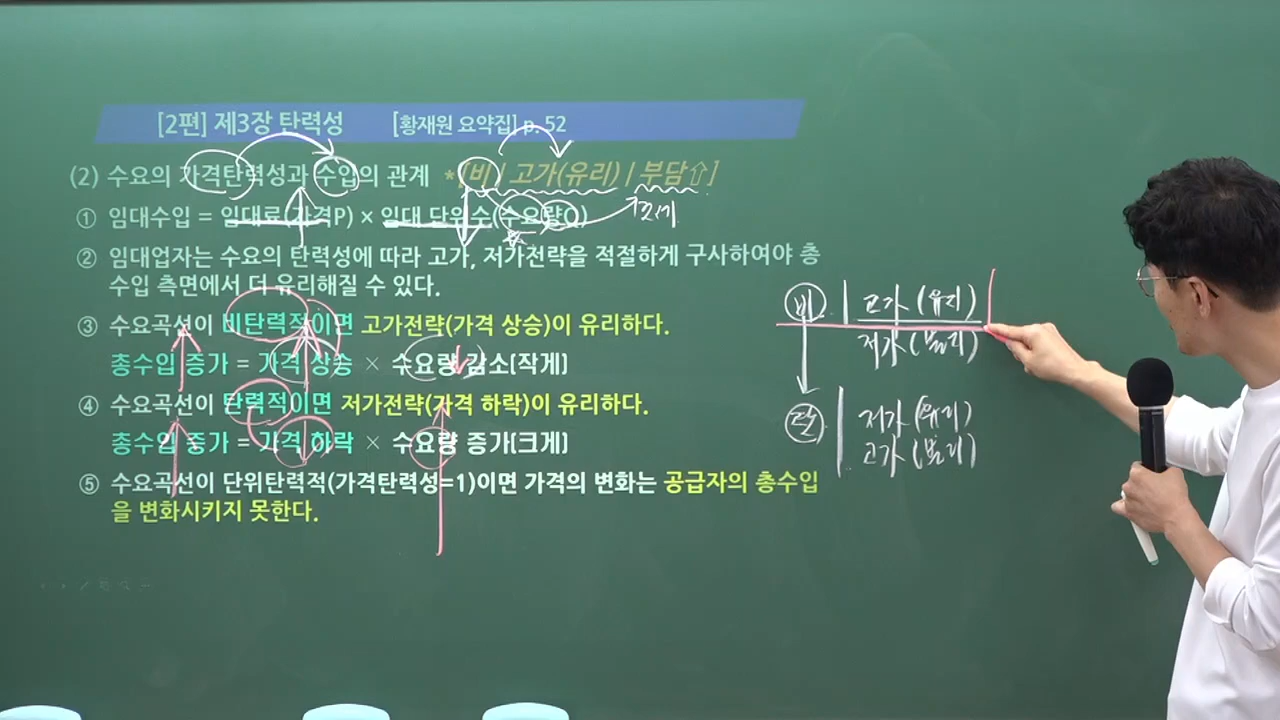 [2편] 제3장 탄력성 [황재원 요약집] p. 52
(2) 수요의 가격탄력성과 수입의 관계 *[비 | 고가(유리) | 부담⇧]
① 임대수입 = 임대료(가격P) × 임대 단위수(수요량Q)
② 임대업자는 수요의 탄력성에 따라 고가, 저가전략을 적절하게 구사하여야 총
수입 측면에서 더 유리해질 수 있다.
③ 수요곡선이 비탄력적이면 고가전략(가격 상승)이 유리하다.
총수입 증가 = 가격 상승 × 수요량 감소[작게]
④ 수요곡선이 탄력적이면 저가전략(가격 하락)이 유리하다.
총수입 증가 = 가격 하락 × 수요량 증가[크게]
⑤ 수요곡선이 단위탄력적(가격탄력성=1)이면 가격의 변화는 공급자의 총수입
을 변화시키지 못한다.
비 | 고가 (유리)
저가 (불리)
탄 | 저가 (유리)
고가 (불리)